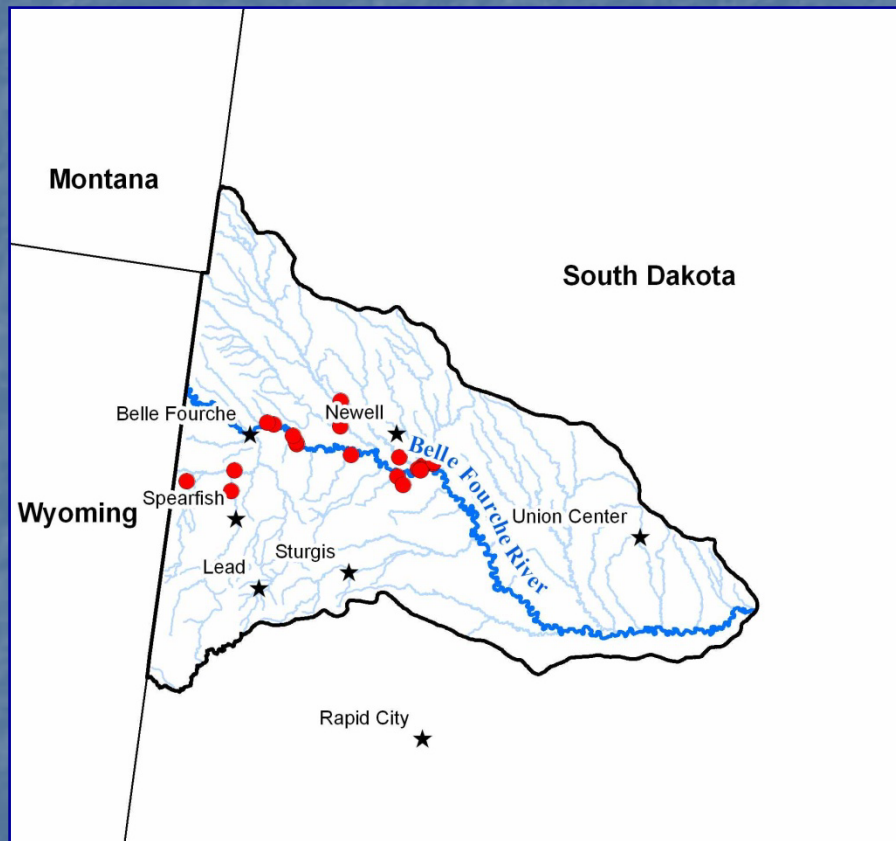 Montana
South Dakota
Belle Fourche
Newell
Belle Fourche River
Spearfish
Wyoming
Union Center
Sturgis
Lead
Rapid City